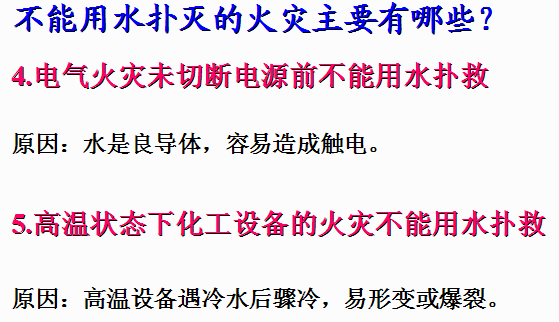 不能用水扑灭的火灾主要有哪些？
4.电气火灾未切断电源前不能用水扑救
原因：水是良导体，容易造成触电。
5.高温状态下化工设备的火灾不能用水扑救
原因：高温设备遇冷水后骤冷，易形变或爆裂。